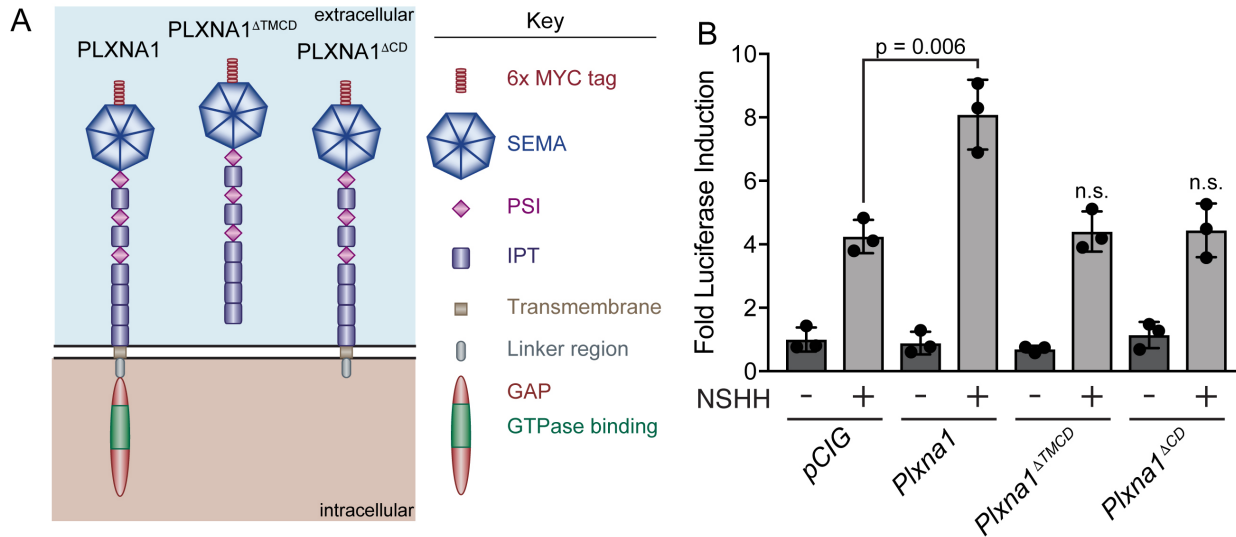 A
extracellular
PLXNA1
PLXNA1ΔTMCD
PLXNA1ΔCD
intracellular
Key
6x MYC tag
SEMA
PSI
IPT
Transmembrane
Linker region
GAP
GTPase binding
B
Fold Luciferase Induction
10
8
6
4
2
0
p = 0.006
n.s.
n.s.
NSHH - + - + - + - +
pCIG
Plxna1
Plxna1ΔTMCD
Plxna1ΔCD